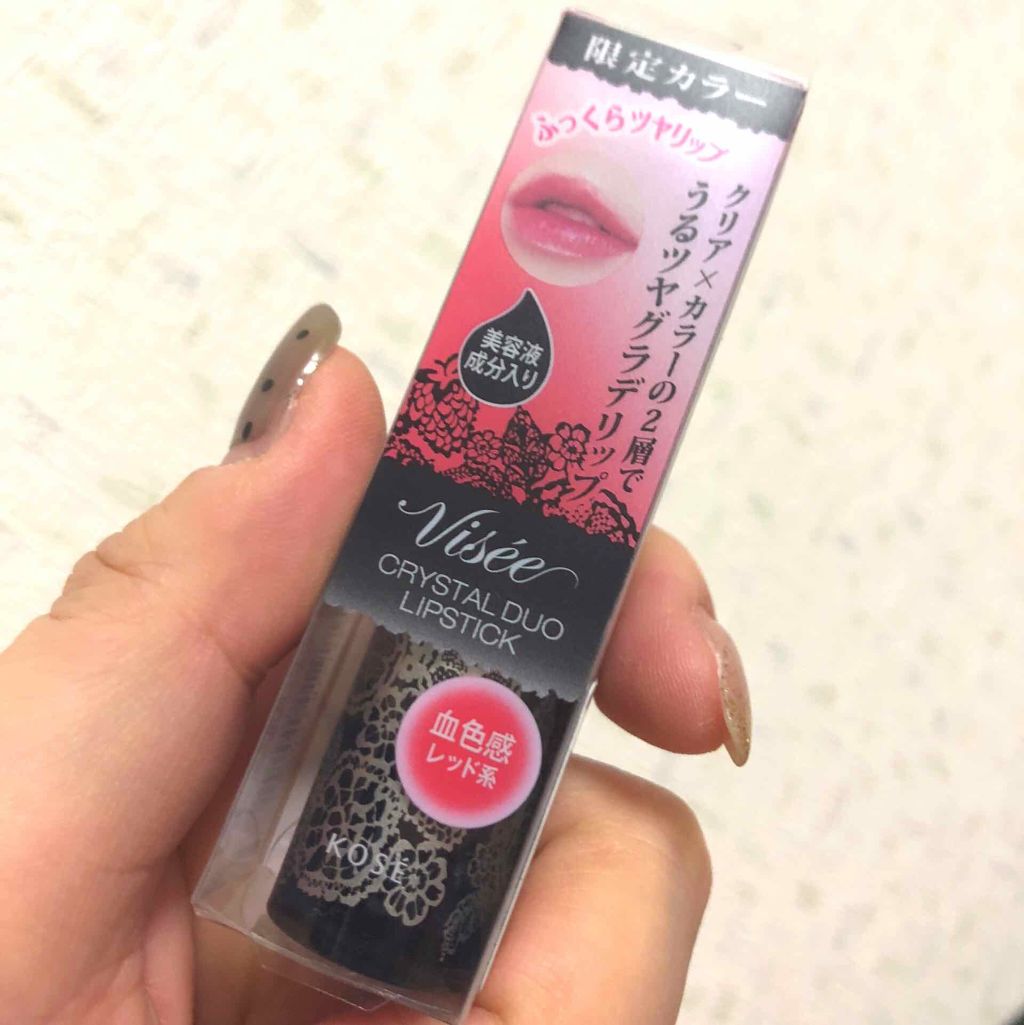 限定カラー
ふっくらツヤリップ
クリア×カラーの2層で
うるツヤグラデリップ
美容液
成分入り
Visée
CRYSTAL DUO
LIPSTICK
血色感
レッド系
KOSÉ